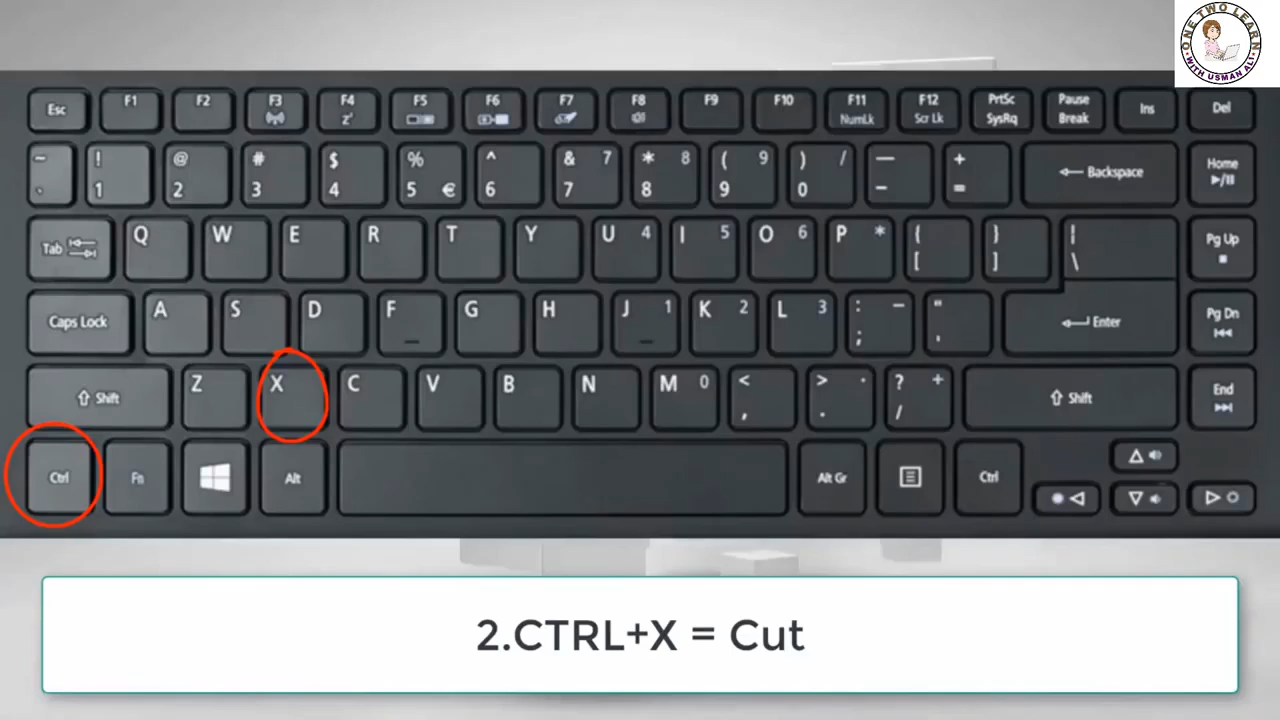 ONE TWO LEARN
WITH USMAN ALI
Esc F1 F2 F3 F4 F5 F6 F7 F8 F9 F10 F11 F12 PrtSc Pause Ins Del
zᶻ NumLk Scr Lk SysRq Break
~ ! @ # $ % ^ & 7 * 8 ( 9 ) / — + Backspace Home
` 1 2 3 4 5 € 6 7 8 9 0 - =
Tab Q W E R T Y U 4 I 5 O 6 P * { } | Pg Up
[ ] \
Caps Lock A S D F G H J 1 K 2 L 3 : - " Enter Pg Dn
; '
Shift Z X C V B N M 0 < > . ? + Shift End
, . /
Ctrl Fn Alt Alt Gr Ctrl
2.CTRL+X = Cut